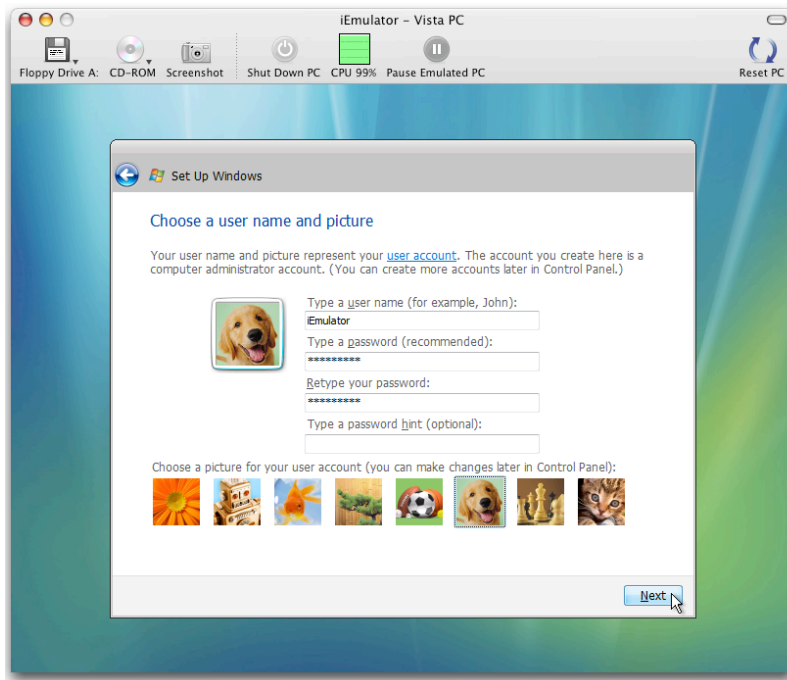 iEmulator – Vista PC
Floppy Drive A: CD-ROM Screenshot Shut Down PC CPU 99% Pause Emulated PC Reset PC
Set Up Windows
Choose a user name and picture
Your user name and picture represent your user account. The account you create here is a
computer administrator account. (You can create more accounts later in Control Panel.)
Type a user name (for example, John):
iEmulator
Type a password (recommended):
*********
Retype your password:
*********
Type a password hint (optional):
Choose a picture for your user account (you can make changes later in Control Panel):
Next